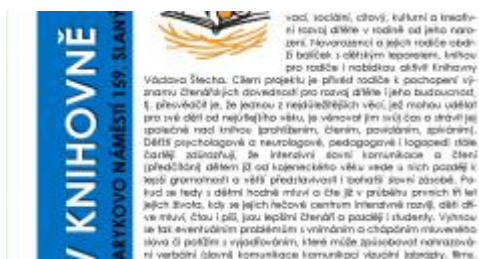 V KNIHOVNĚ
ARYKOVO NÁMĚSTÍ 159, SLANÝ
vací, sociální, citový, kulturní a kreativ-
ní rozvoj dítěte v rodině od jeho naro-
zení. Novorozenci a jejich rodiče obdr-
ží balíček s dětským leporelem, knihou
pro rodiče i nabídkou aktivit Knihovny
Václava Štecha. Cílem projektu je přivést rodiče k pochopení vý-
znamu čtenářských dovedností pro rozvoj dítěte i jeho budoucnost,
tj. přesvědčit je, že jednou z nejdůležitějších věcí, jež mohou udělat
pro své děti od nejútlejšího věku, je věnovat jim svůj čas a strávit jej
společně nad knihou (prohlížením, čtením, povídáním, zpíváním).
Dětští psychologové a neurologové, pedagogové i logopedi stále
častěji zdůrazňují, že intenzivní slovní komunikace a čtení
(předčítání) dětem již od kojeneckého věku vede u nich později k
lepší gramotnosti a větší představivosti i bohatší slovní zásobě. Po-
kud se tedy s dětmi hodně mluví a čte již v průběhu prvních tří let
jejich života, kdy se jejich řečové centrum intenzivně rozvíjí, děti dří-
ve mluví, čtou i píší, jsou lepšími čtenáři a později i studenty. Vyhnou
se tak eventuálním problémům s vnímáním a chápáním mluveného
slova či potížím s vyjadřováním, které může způsobovat nahrazová-
ní verbální (slovní) komunikace komunikací vizuální (obrázky, filmy,